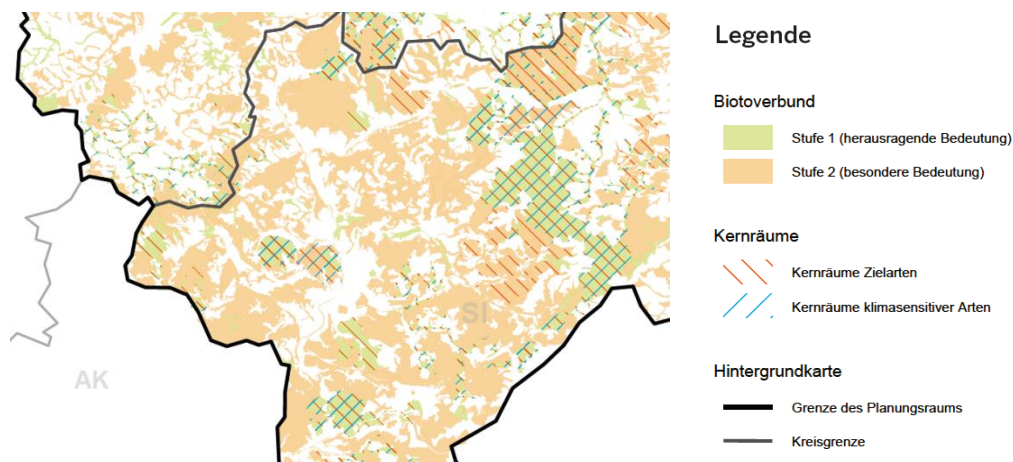 SI
AK
Legende
Biotoverbund
Stufe 1 (herausragende Bedeutung)
Stufe 2 (besondere Bedeutung)
Kernräume
Kernräume Zielarten
Kernräume klimasensitiver Arten
Hintergrundkarte
Grenze des Planungsraums
Kreisgrenze